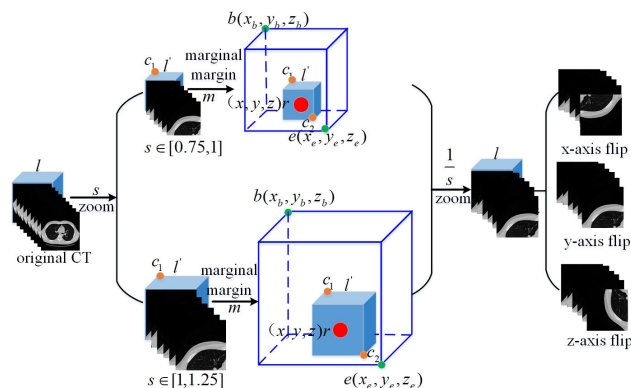 b(x_b, y_b, z_b)
c_1 l'
marginal
margin
m
c_1
l'
(x, y, z)r
c_2
e(x_e, y_e, z_e)
s∈[0.75,1]
l
s
zoom
original CT
b(x_b, y_b, z_b)
c_1
l'
marginal
margin
m
c_1
l'
(x, y, z)r
c_2
e(x_e, y_e, z_e)
s∈[1,1.25]
1
s
zoom
l
x-axis flip
y-axis flip
z-axis flip